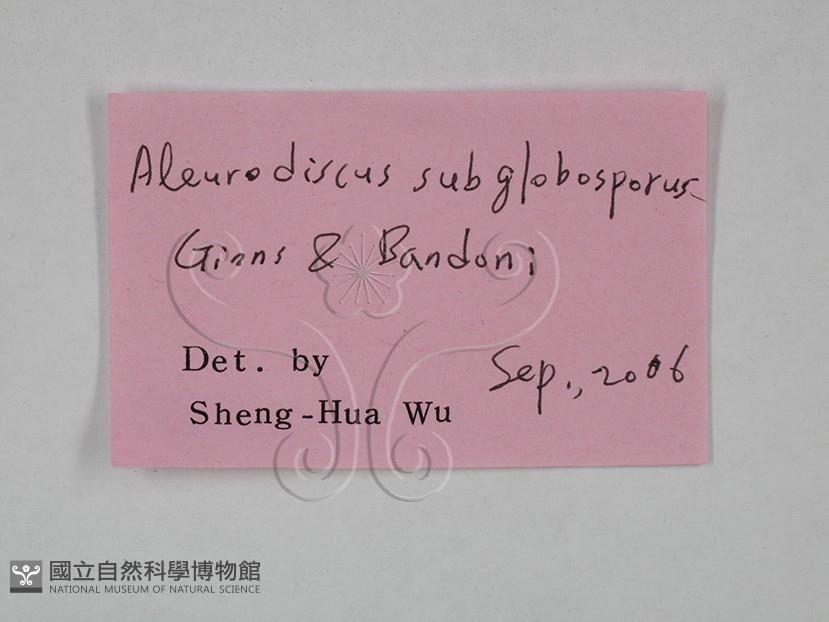 Aleurodiscus subglobosporus
Ginns & Bandoni
Det. by
Sheng-Hua Wu
Sep., 2006
國立自然科學博物館
NATIONAL MUSEUM OF NATURAL SCIENCE